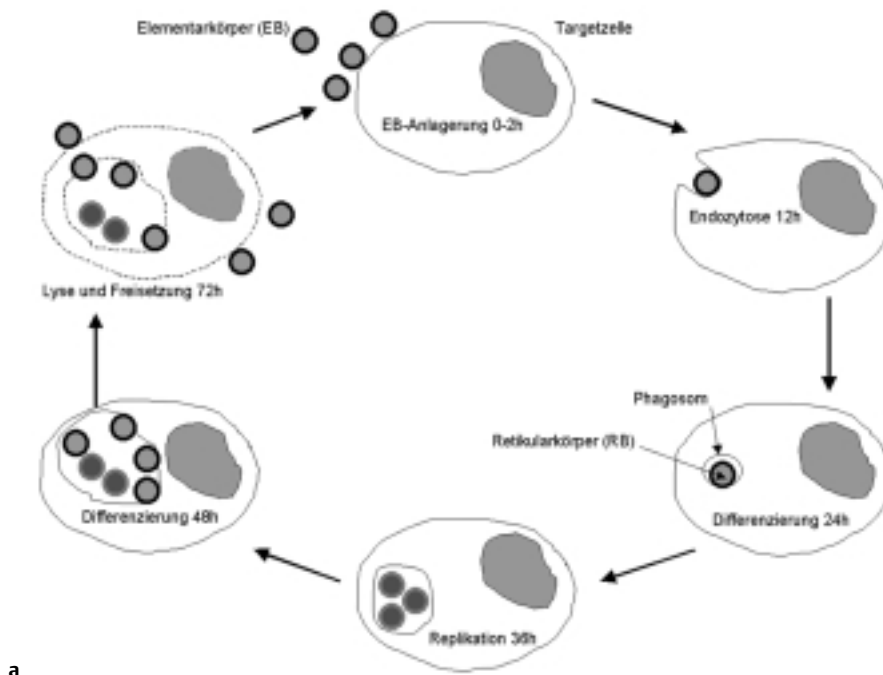 Elementarkörper (EB)
Targetzelle
EB-Anlagerung 0-2h
Endozytose 12h
Lyse und Freisetzung 72h
Phagosom
Retikularkörper (RB)
Differenzierung 48h
Differenzierung 24h
Replikation 36h
a